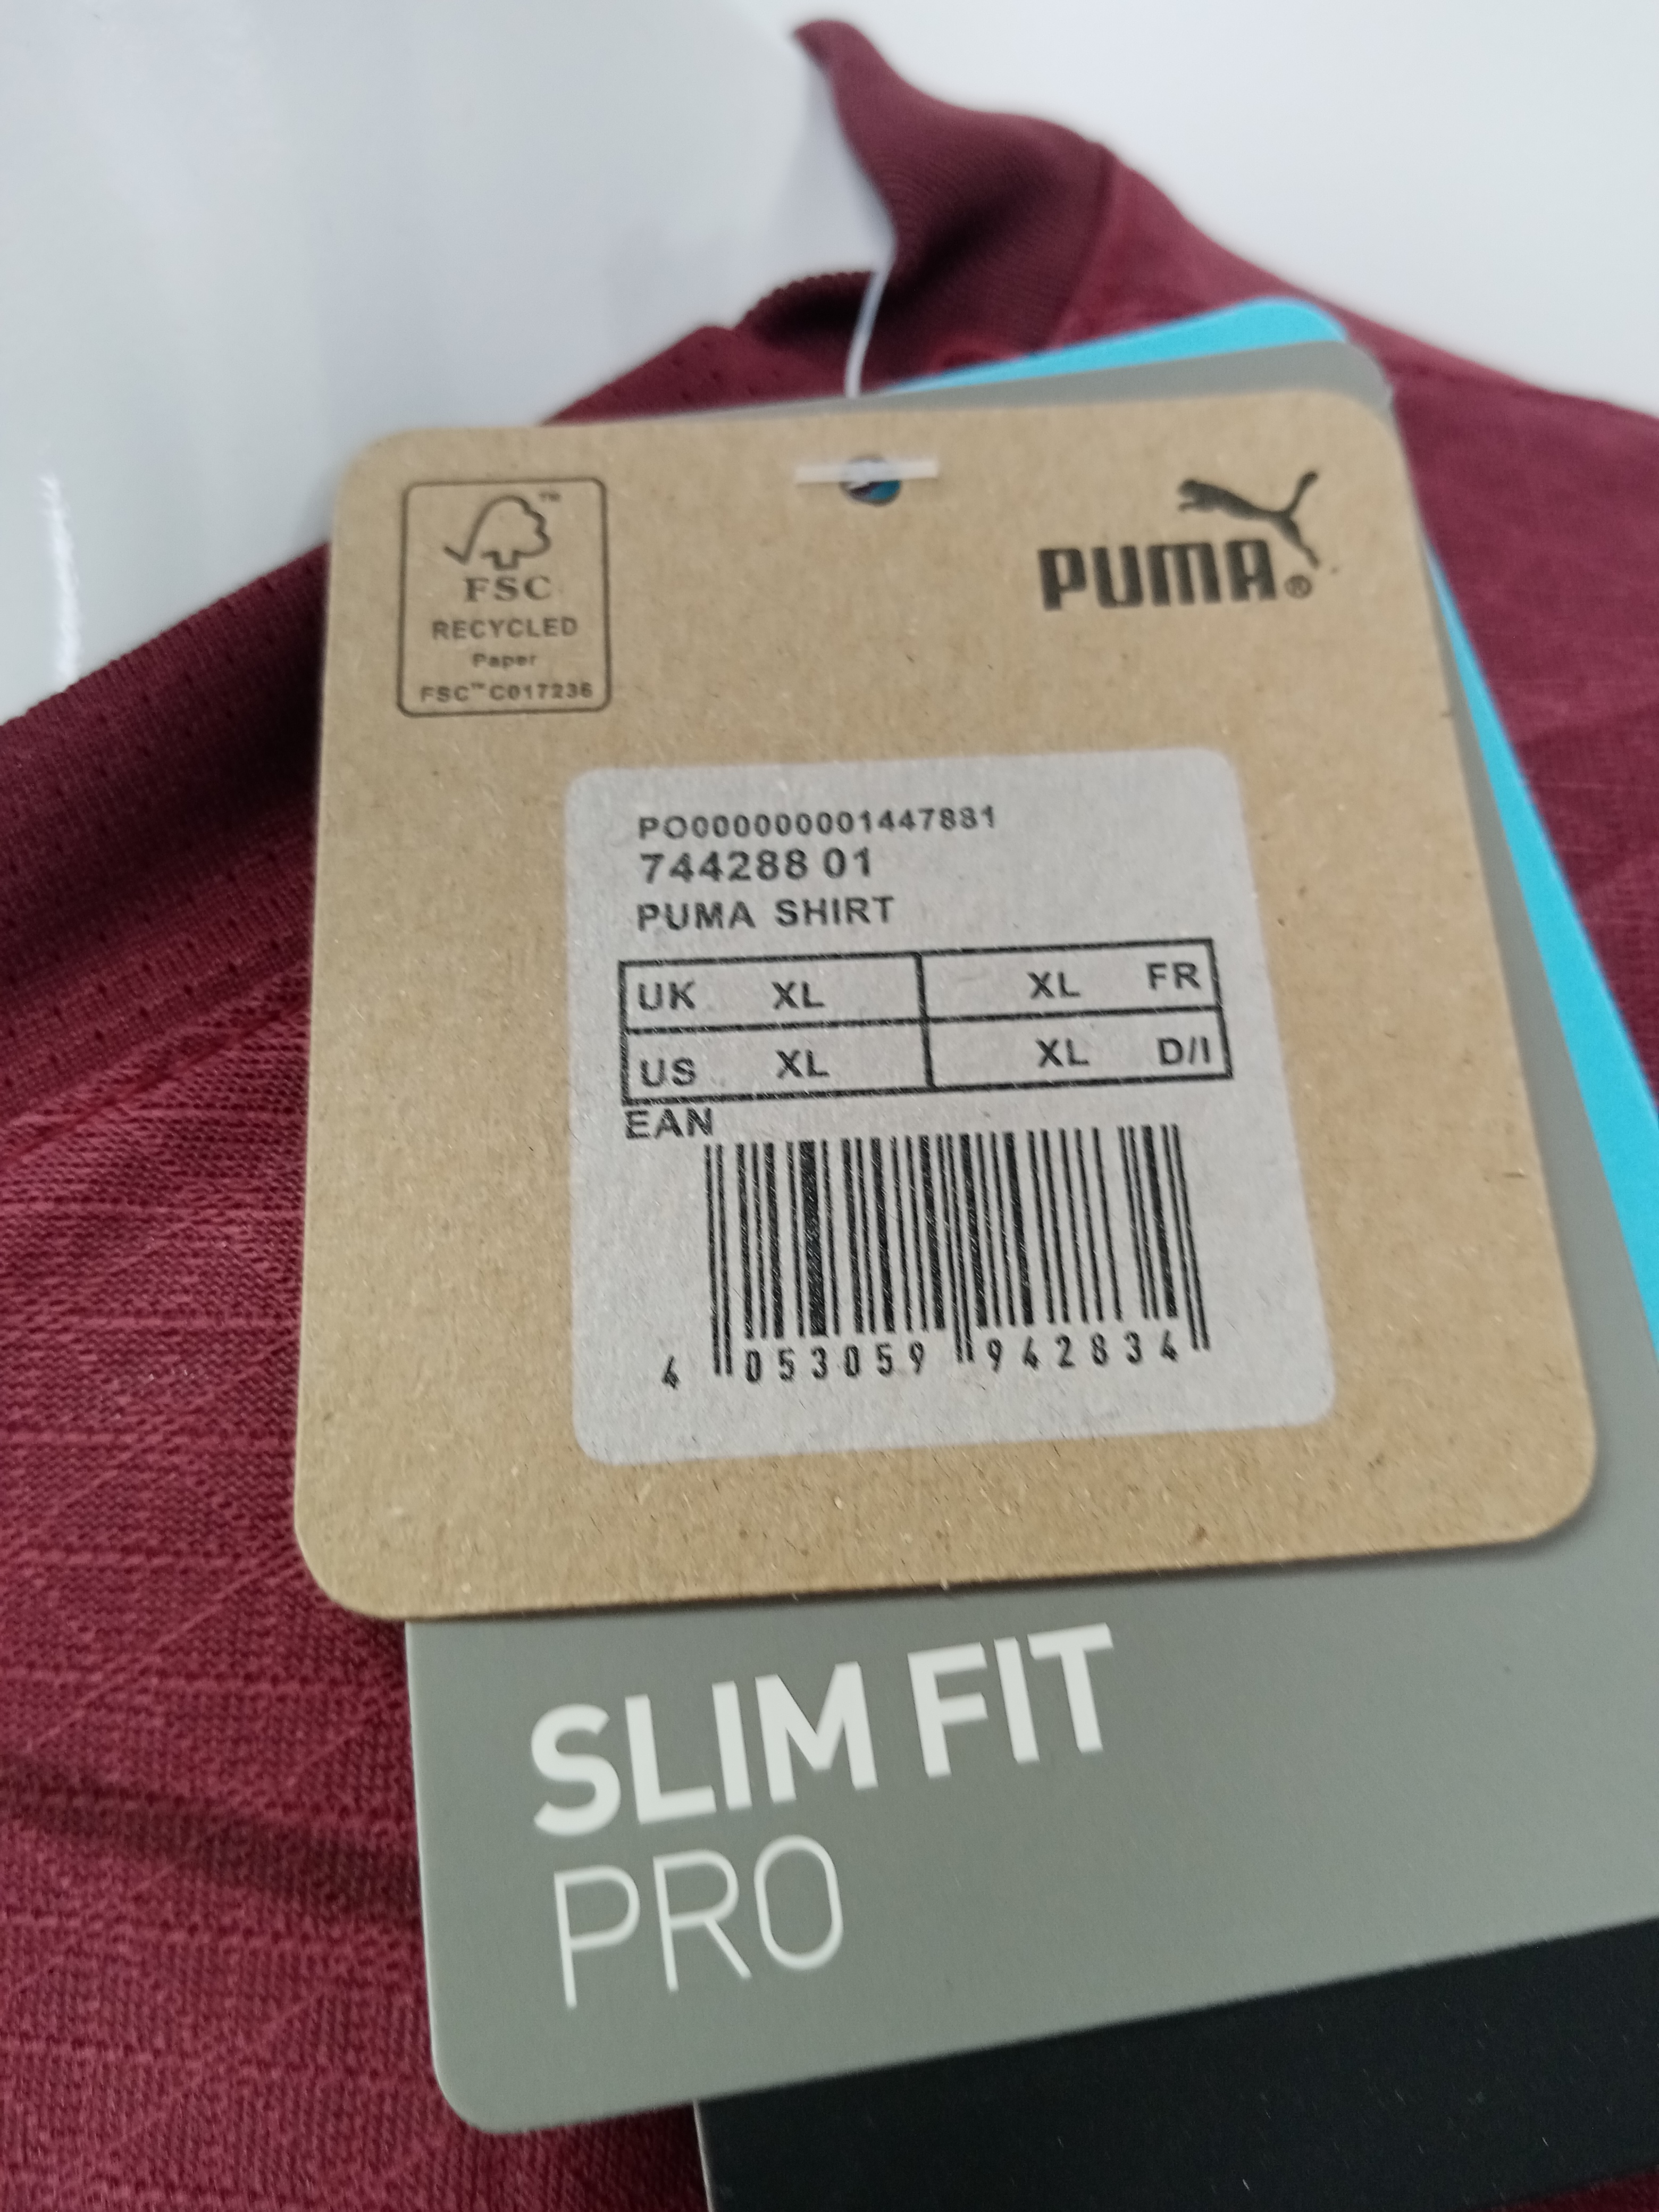 FSC™
RECYCLED
Paper
FSC™ C017236
PUMA®
PO000000001447881
744288 01
PUMA SHIRT
UK XL XL FR
US XL XL D/I
EAN
4 053059 942834
SLIM FIT
PRO